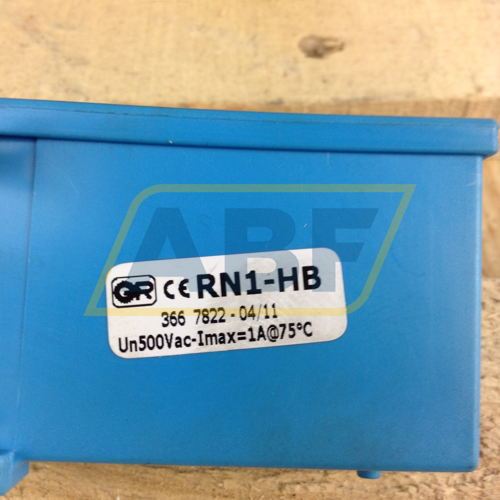 ABF
GR CE RN1-HB
366 7822 - 04/11
Un500Vac-Imax=1A@75°C